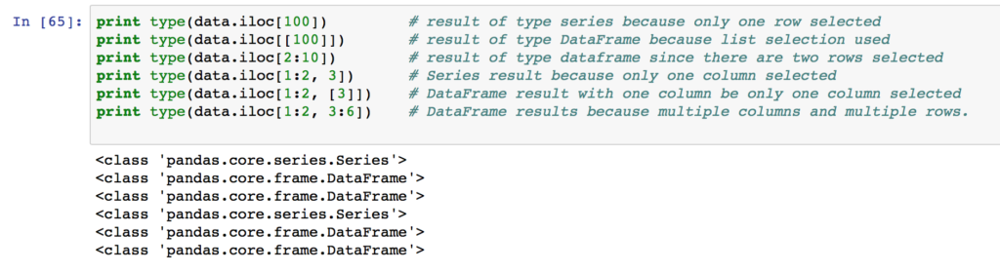 In [65]: print type(data.iloc[100]) # result of type series because only one row selected
print type(data.iloc[[100]]) # result of type DataFrame because list selection used
print type(data.iloc[2:10]) # result of type dataframe since there are two rows selected
print type(data.iloc[1:2, 3]) # Series result because only one column selected
print type(data.iloc[1:2, [3]]) # DataFrame result with one column be only one column selected
print type(data.iloc[1:2, 3:6]) # DataFrame results because multiple columns and multiple rows.
<class 'pandas.core.series.Series'>
<class 'pandas.core.frame.DataFrame'>
<class 'pandas.core.frame.DataFrame'>
<class 'pandas.core.series.Series'>
<class 'pandas.core.frame.DataFrame'>
<class 'pandas.core.frame.DataFrame'>